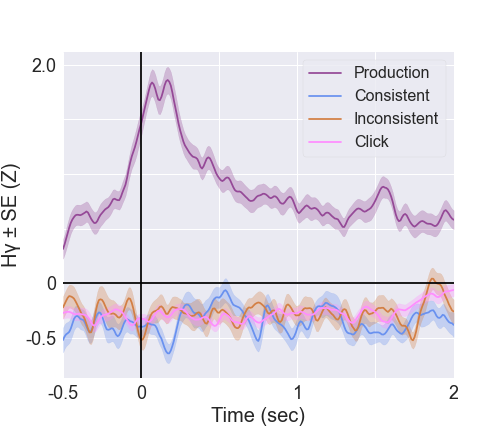 2.0
Production
Consistent
Inconsistent
Click
Hγ ± SE (Z)
0
-0.5
-0.5
0
1
2
Time (sec)